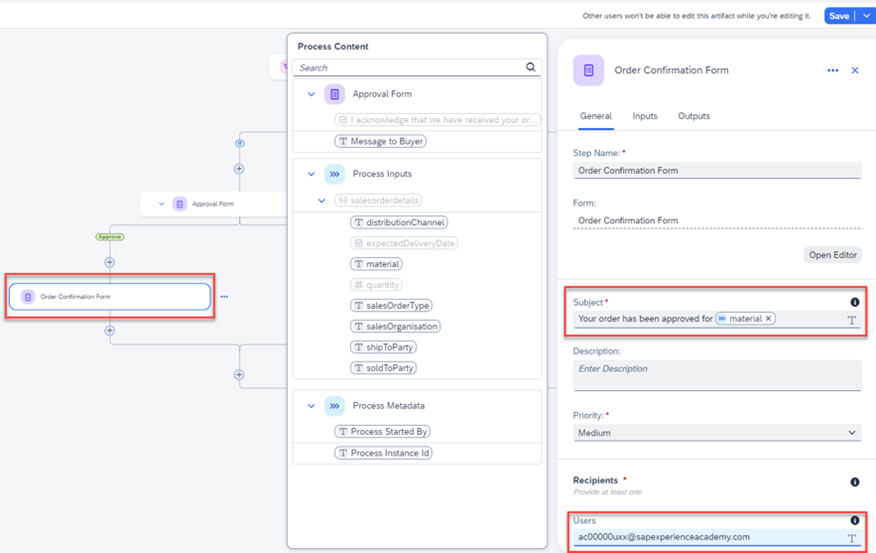 Other users won't be able to edit this artifact while you're editing it.
Save
Approval Form
Approve
Order Confirmation Form
Process Content
Search
Approval Form
I acknowledge that we have received your or...
Message to Buyer
Process Inputs
salesorderdetails
distributionChannel
expectedDeliveryDate
material
quantity
salesOrderType
salesOrganisation
shipToParty
soldToParty
Process Metadata
Process Started By
Process Instance Id
Order Confirmation Form
General Inputs Outputs
Step Name: *
Order Confirmation Form
Form:
Order Confirmation Form
Open Editor
Subject *
Your order has been approved for material
Description:
Enter Description
Priority: *
Medium
Recipients *
Provide at least one
Users
ac00000uxx@sapexperienceacademy.com